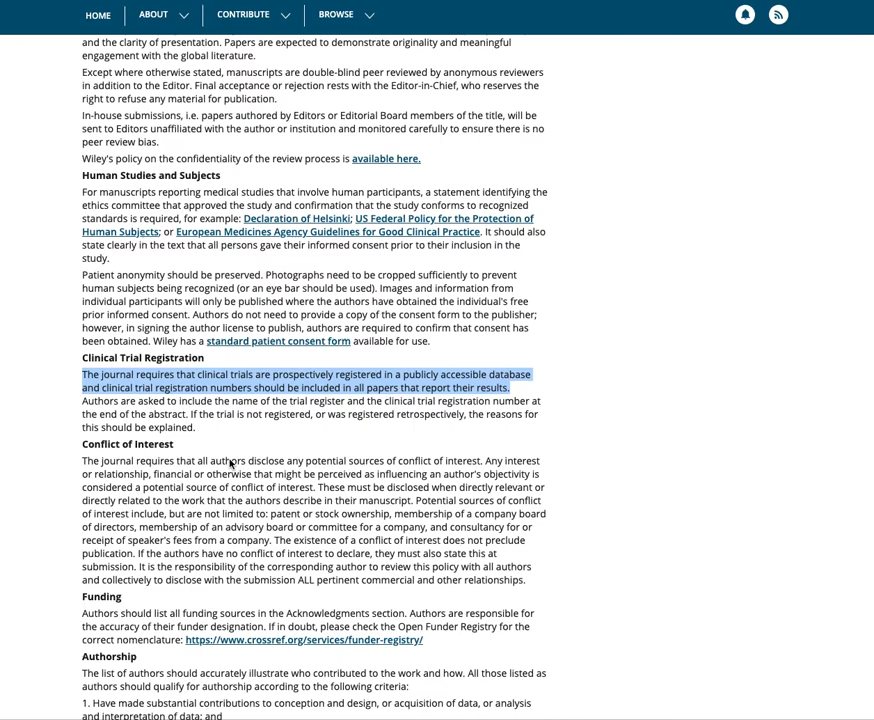 HOME
ABOUT
CONTRIBUTE
BROWSE
and the clarity of presentation. Papers are expected to demonstrate originality and meaningful
engagement with the global literature.
Except where otherwise stated, manuscripts are double-blind peer reviewed by anonymous reviewers
in addition to the Editor. Final acceptance or rejection rests with the Editor-in-Chief, who reserves the
right to refuse any material for publication.
In-house submissions, i.e. papers authored by Editors or Editorial Board members of the title, will be
sent to Editors unaffiliated with the author or institution and monitored carefully to ensure there is no
peer review bias.
Wiley's policy on the confidentiality of the review process is available here.
Human Studies and Subjects
For manuscripts reporting medical studies that involve human participants, a statement identifying the
ethics committee that approved the study and confirmation that the study conforms to recognized
standards is required, for example: Declaration of Helsinki; US Federal Policy for the Protection of
Human Subjects; or European Medicines Agency Guidelines for Good Clinical Practice. It should also
state clearly in the text that all persons gave their informed consent prior to their inclusion in the
study.
Patient anonymity should be preserved. Photographs need to be cropped sufficiently to prevent
human subjects being recognized (or an eye bar should be used). Images and information from
individual participants will only be published where the authors have obtained the individual's free
prior informed consent. Authors do not need to provide a copy of the consent form to the publisher;
however, in signing the author license to publish, authors are required to confirm that consent has
been obtained. Wiley has a standard patient consent form available for use.
Clinical Trial Registration
The journal requires that clinical trials are prospectively registered in a publicly accessible database
and clinical trial registration numbers should be included in all papers that report their results.
Authors are asked to include the name of the trial register and the clinical trial registration number at
the end of the abstract. If the trial is not registered, or was registered retrospectively, the reasons for
this should be explained.
Conflict of Interest
The journal requires that all authors disclose any potential sources of conflict of interest. Any interest
or relationship, financial or otherwise that might be perceived as influencing an author's objectivity is
considered a potential source of conflict of interest. These must be disclosed when directly relevant or
directly related to the work that the authors describe in their manuscript. Potential sources of conflict
of interest include, but are not limited to: patent or stock ownership, membership of a company board
of directors, membership of an advisory board or committee for a company, and consultancy for or
receipt of speaker's fees from a company. The existence of a conflict of interest does not preclude
publication. If the authors have no conflict of interest to declare, they must also state this at
submission. It is the responsibility of the corresponding author to review this policy with all authors
and collectively to disclose with the submission ALL pertinent commercial and other relationships.
Funding
Authors should list all funding sources in the Acknowledgments section. Authors are responsible for
the accuracy of their funder designation. If in doubt, please check the Open Funder Registry for the
correct nomenclature: https://www.crossref.org/services/funder-registry/
Authorship
The list of authors should accurately illustrate who contributed to the work and how. All those listed as
authors should qualify for authorship according to the following criteria:
1. Have made substantial contributions to conception and design, or acquisition of data, or analysis
and interpretation of data; and